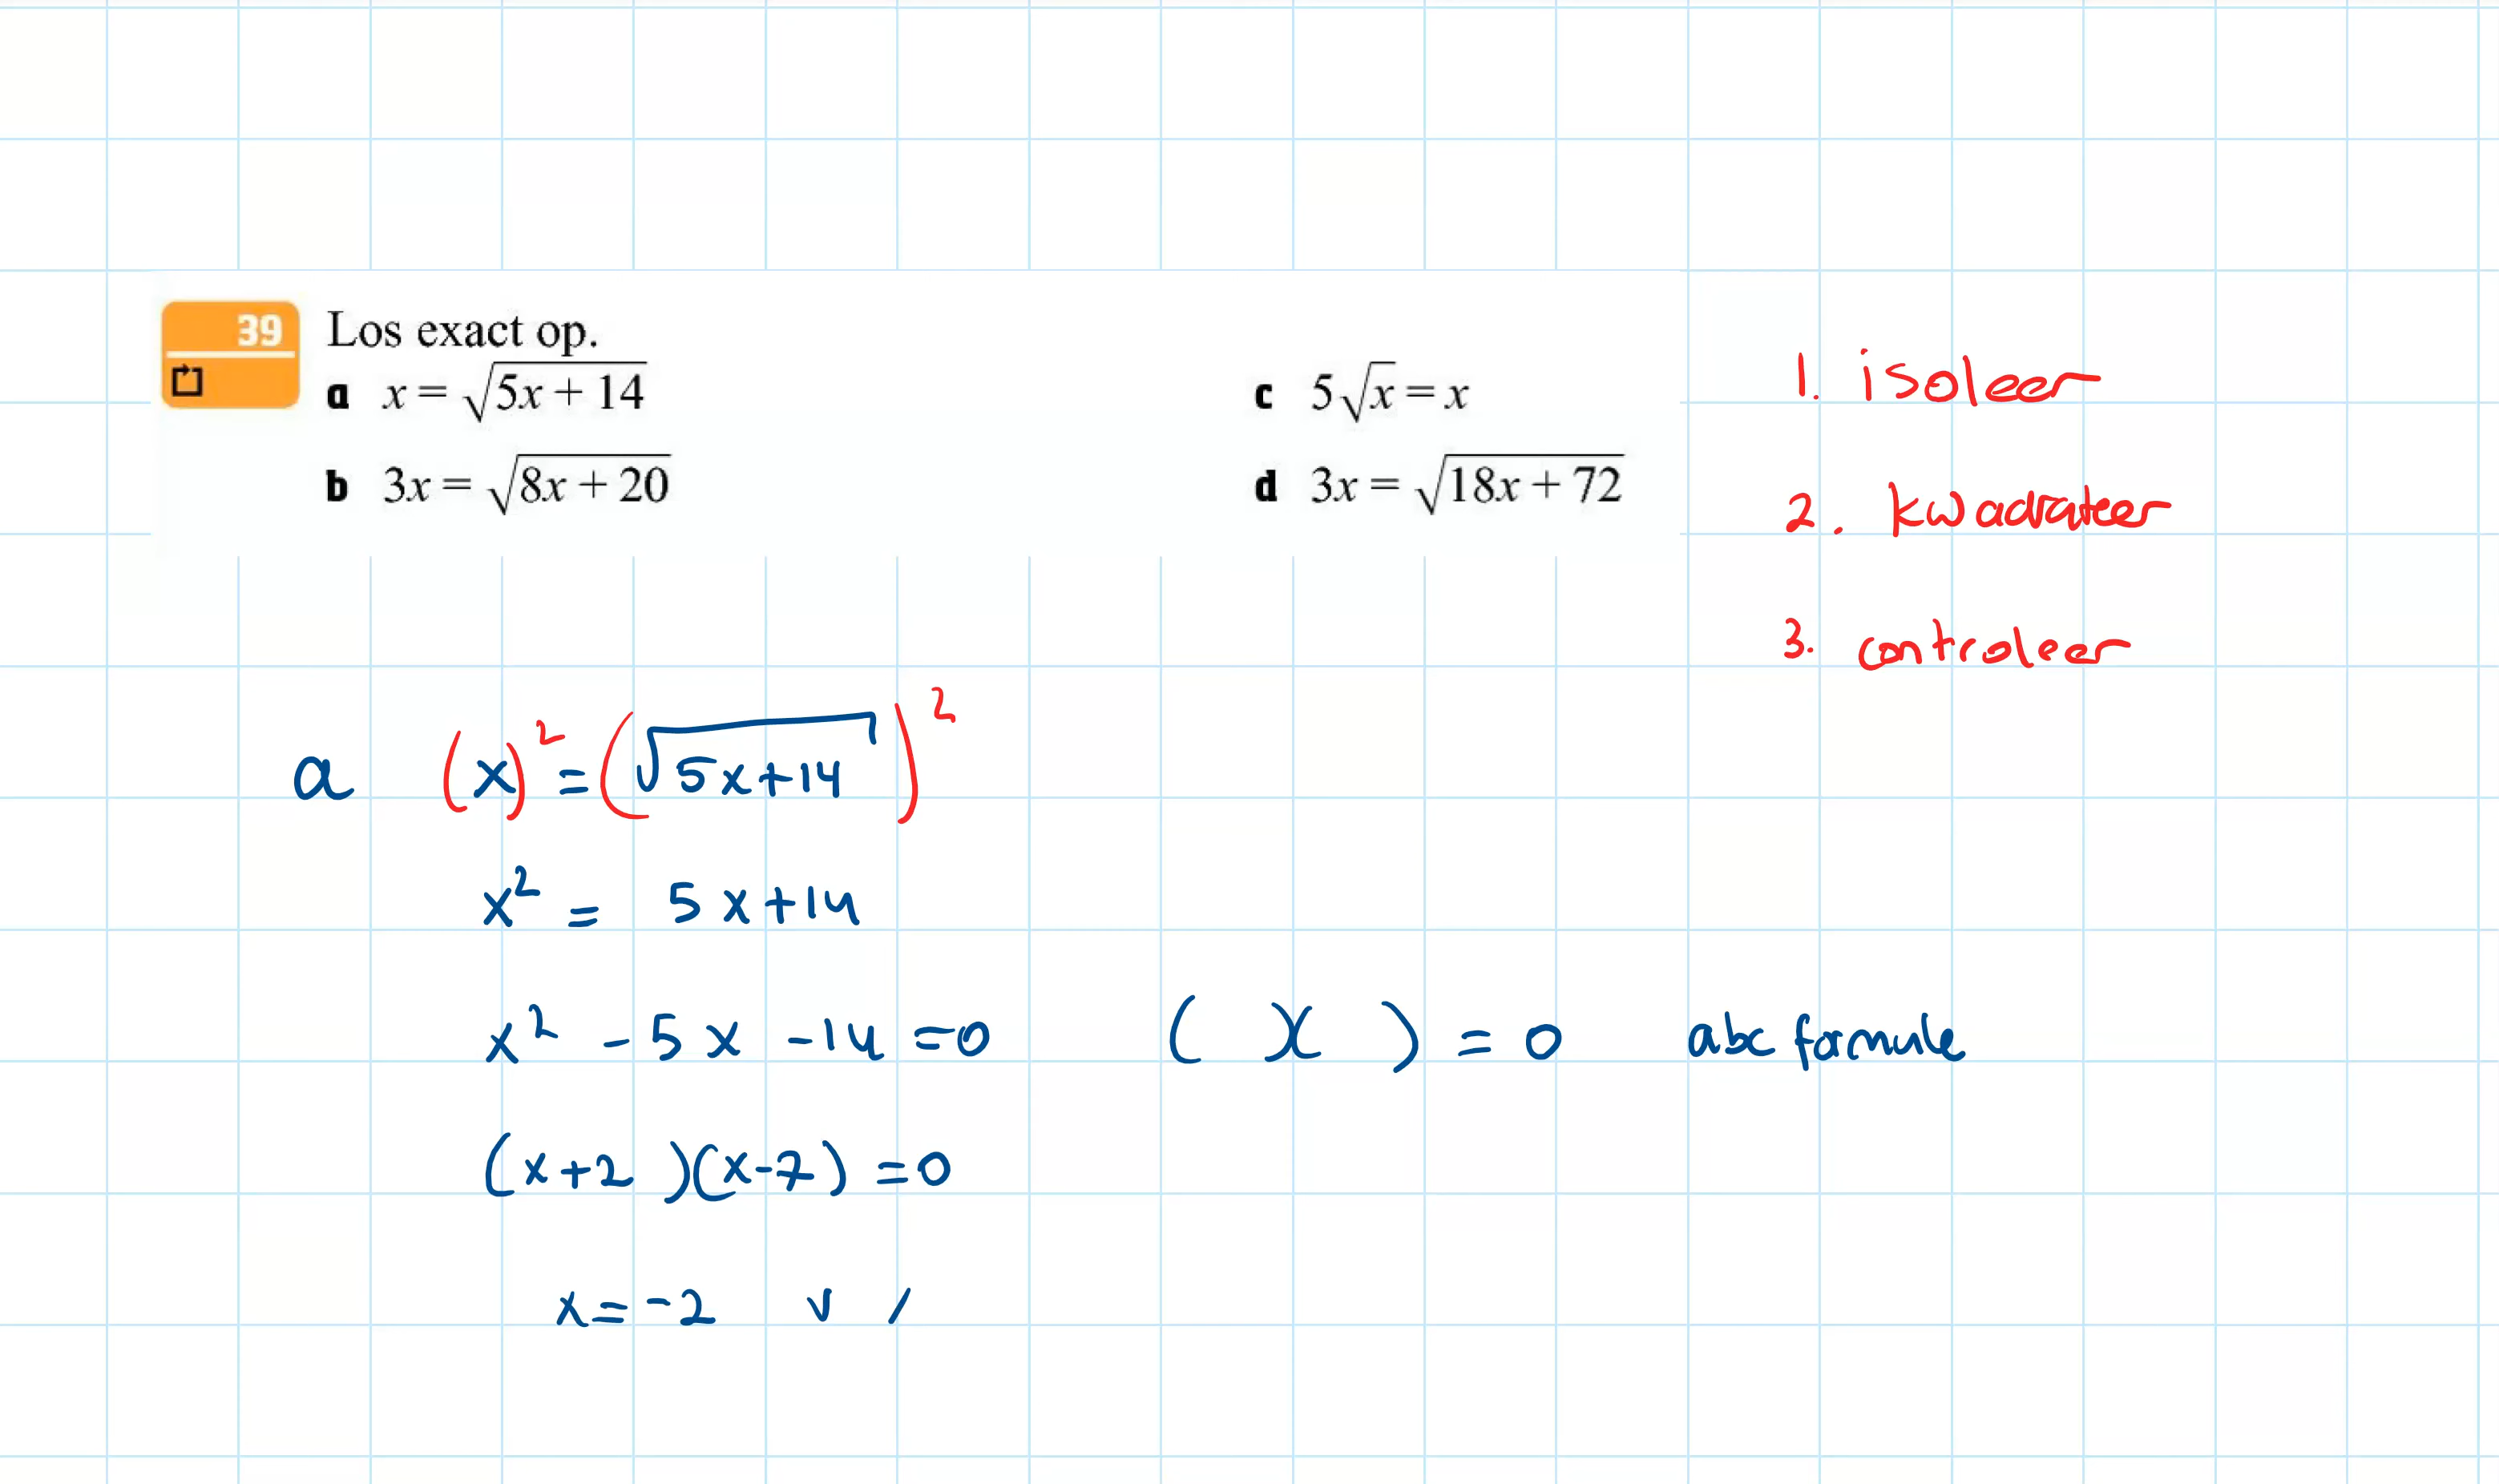 39 Los exact op.
a x = √(5x + 14)
c 5√x = x
b 3x = √(8x + 20)
d 3x = √(18x + 72)
1. isoleer
2. kwadrateer
3. controleer
a (x)² = (√(5x+14))²
x² = 5x+14
x² - 5x - 14 = 0 ( )( ) = 0 abc formule
(x+2)(x-7) = 0
x = -2 v